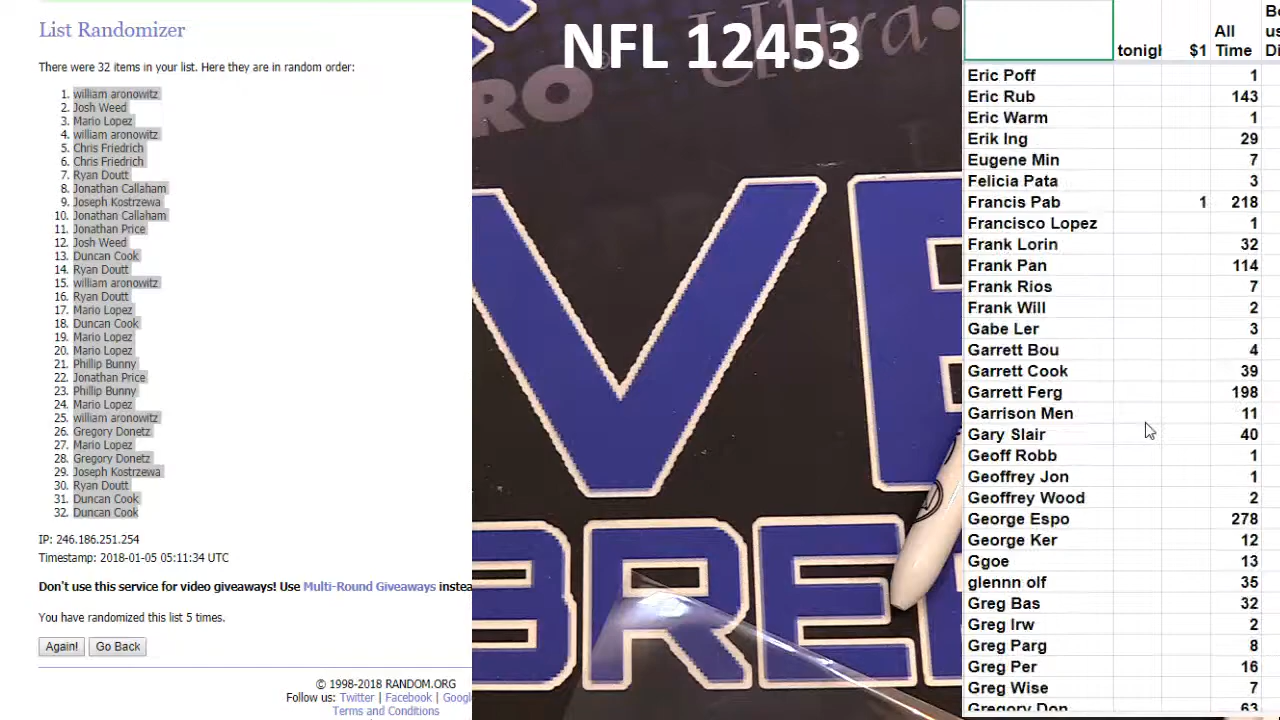 List Randomizer
There were 32 items in your list. Here they are in random order:
1. william aronowitz
2. Josh Weed
3. Mario Lopez
4. william aronowitz
5. Chris Friedrich
6. Chris Friedrich
7. Ryan Doutt
8. Jonathan Callaham
9. Joseph Kostrzewa
10. Jonathan Callaham
11. Jonathan Price
12. Josh Weed
13. Duncan Cook
14. Ryan Doutt
15. william aronowitz
16. Ryan Doutt
17. Mario Lopez
18. Duncan Cook
19. Mario Lopez
20. Mario Lopez
21. Phillip Bunny
22. Jonathan Price
23. Phillip Bunny
24. Mario Lopez
25. william aronowitz
26. Gregory Donetz
27. Mario Lopez
28. Gregory Donetz
29. Joseph Kostrzewa
30. Ryan Doutt
31. Duncan Cook
32. Duncan Cook
IP: 246.186.251.254
Timestamp: 2018-01-05 05:11:34 UTC
Don't use this service for video giveaways! Use Multi-Round Giveaways instea
You have randomized this list 5 times.
Again! Go Back
© 1998-2018 RANDOM.ORG
Follow us: Twitter | Facebook | Googl
Terms and Conditions
NFL 12453
Ultra
RO
V
BRE
tonigh $1 All Time
Eric Poff 1
Eric Rub 143
Eric Warm 1
Erik Ing 29
Eugene Min 7
Felicia Pata 3
Francis Pab 1 218
Francisco Lopez 1
Frank Lorin 32
Frank Pan 114
Frank Rios 7
Frank Will 2
Gabe Ler 3
Garrett Bou 4
Garrett Cook 39
Garrett Ferg 198
Garrison Men 11
Gary Slair 40
Geoff Robb 1
Geoffrey Jon 1
Geoffrey Wood 2
George Espo 278
George Ker 12
Ggoe 13
glennn olf 35
Greg Bas 32
Greg Irw 2
Greg Parg 8
Greg Per 16
Greg Wise 7
Gregory Don 63